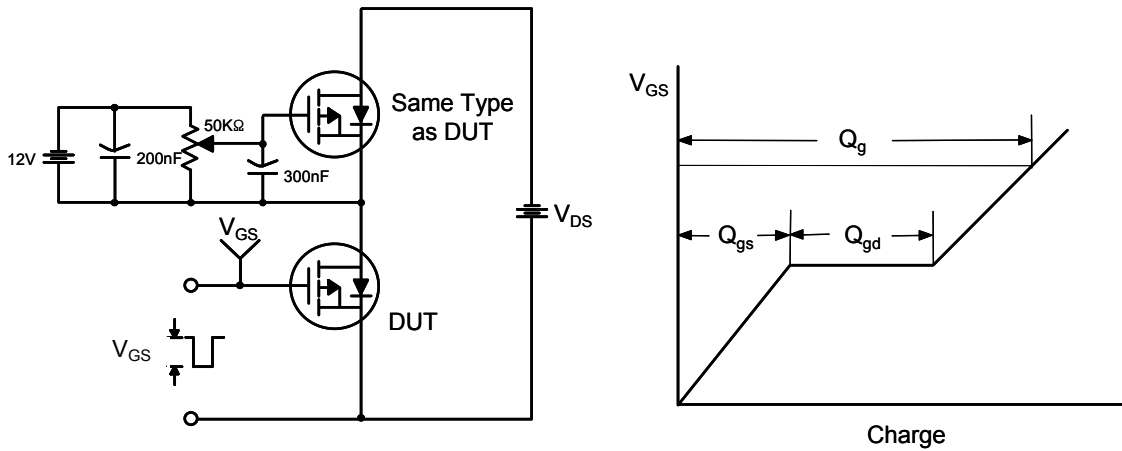 Same Type
as DUT
50KΩ
12V
200nF
300nF
V_GS
V_DS
DUT
V_GS
V_GS
Q_g
Q_gs
Q_gd
Charge